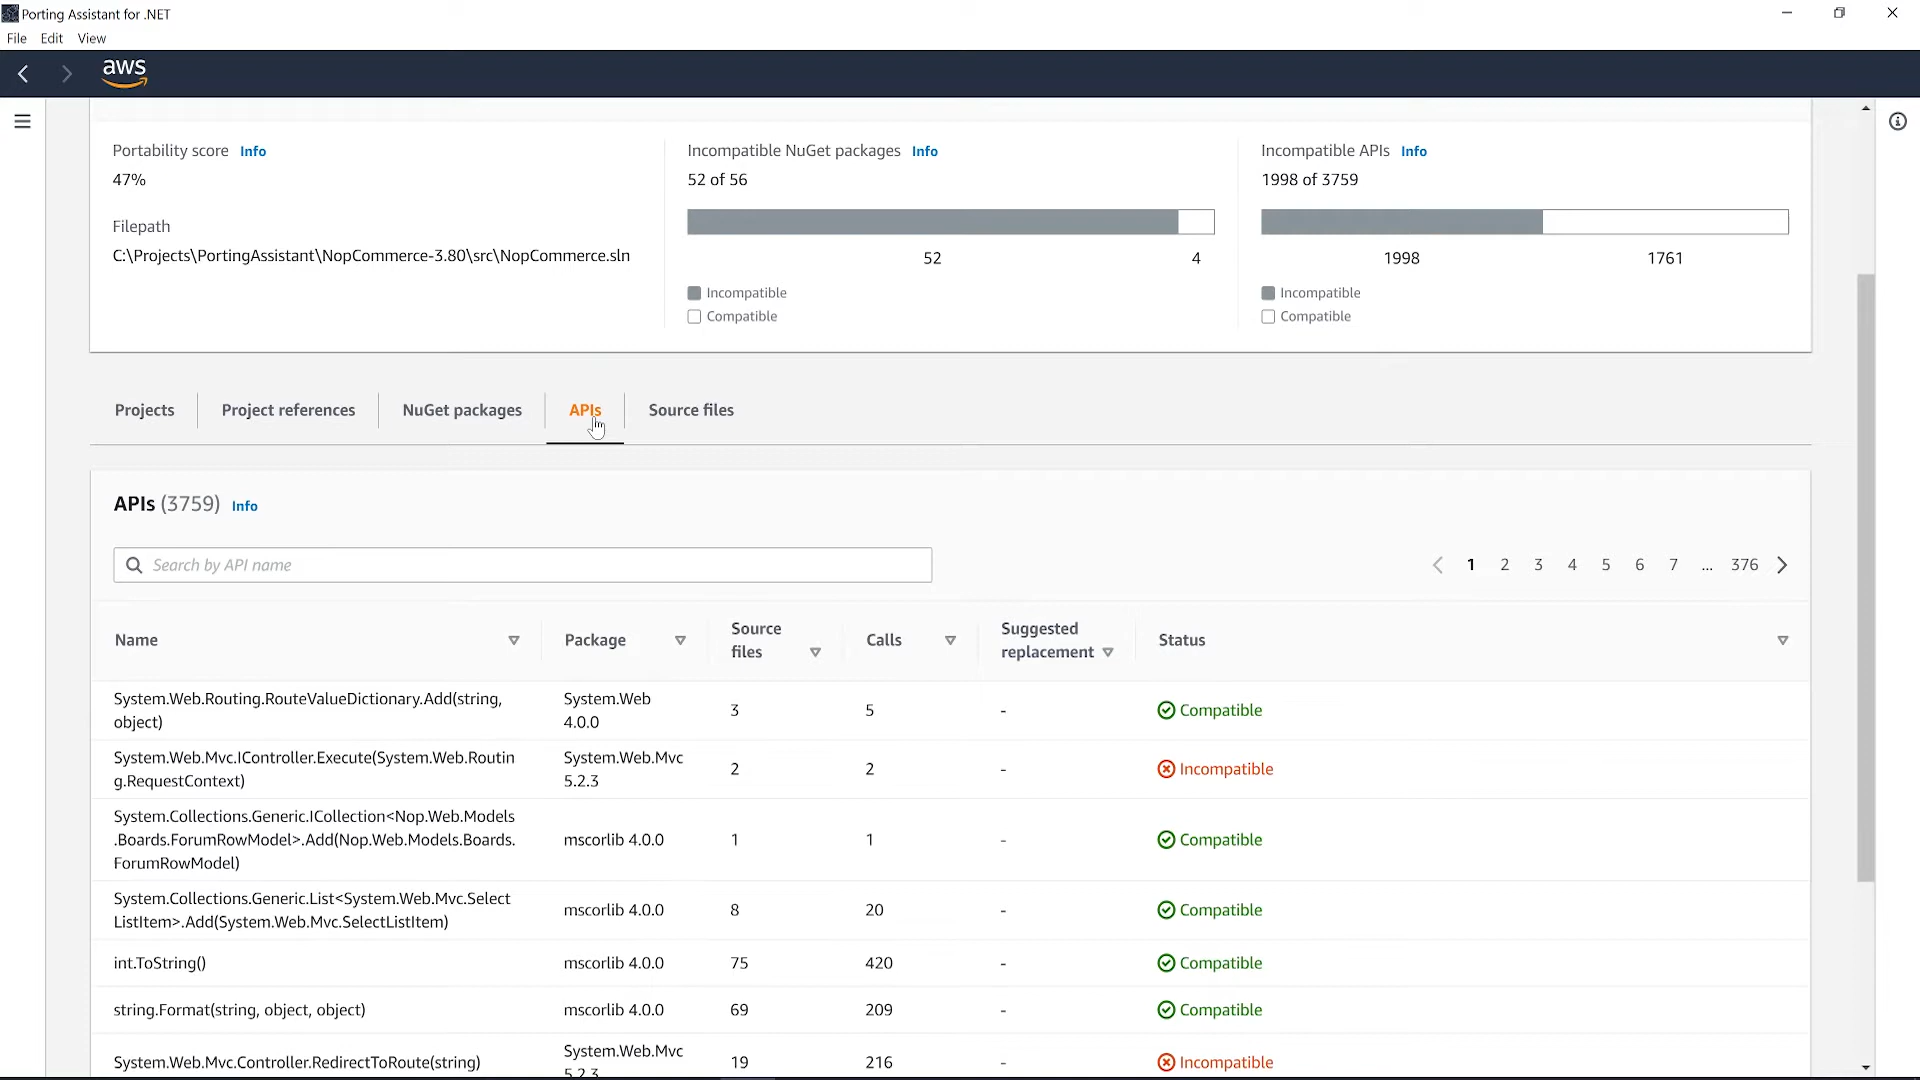 Porting Assistant for .NET
File Edit View
aws
Portability score Info
47%
Filepath
C:\Projects\PortingAssistant\NopCommerce-3.80\src\NopCommerce.sln
Incompatible NuGet packages Info
52 of 56
52 4
Incompatible
Compatible
Incompatible APIs Info
1998 of 3759
1998 1761
Incompatible
Compatible
Projects Project references NuGet packages APIs Source files
APIs (3759) Info
Search by API name
1 2 3 4 5 6 7 ... 376
Name Package Source files Calls Suggested replacement Status
System.Web.Routing.RouteValueDictionary.Add(string,
object)
System.Web
4.0.0
3 5 - Compatible
System.Web.Mvc.IController.Execute(System.Web.Routin
g.RequestContext)
System.Web.Mvc
5.2.3
2 2 - Incompatible
System.Collections.Generic.ICollection<Nop.Web.Models
.Boards.ForumRowModel>.Add(Nop.Web.Models.Boards.
ForumRowModel)
mscorlib 4.0.0 1 1 - Compatible
System.Collections.Generic.List<System.Web.Mvc.Select
ListItem>.Add(System.Web.Mvc.SelectListItem)
mscorlib 4.0.0 8 20 - Compatible
int.ToString() mscorlib 4.0.0 75 420 - Compatible
string.Format(string, object, object) mscorlib 4.0.0 69 209 - Compatible
System.Web.Mvc.Controller.RedirectToRoute(string)
System.Web.Mvc
5.2.3
19 216 Incompatible